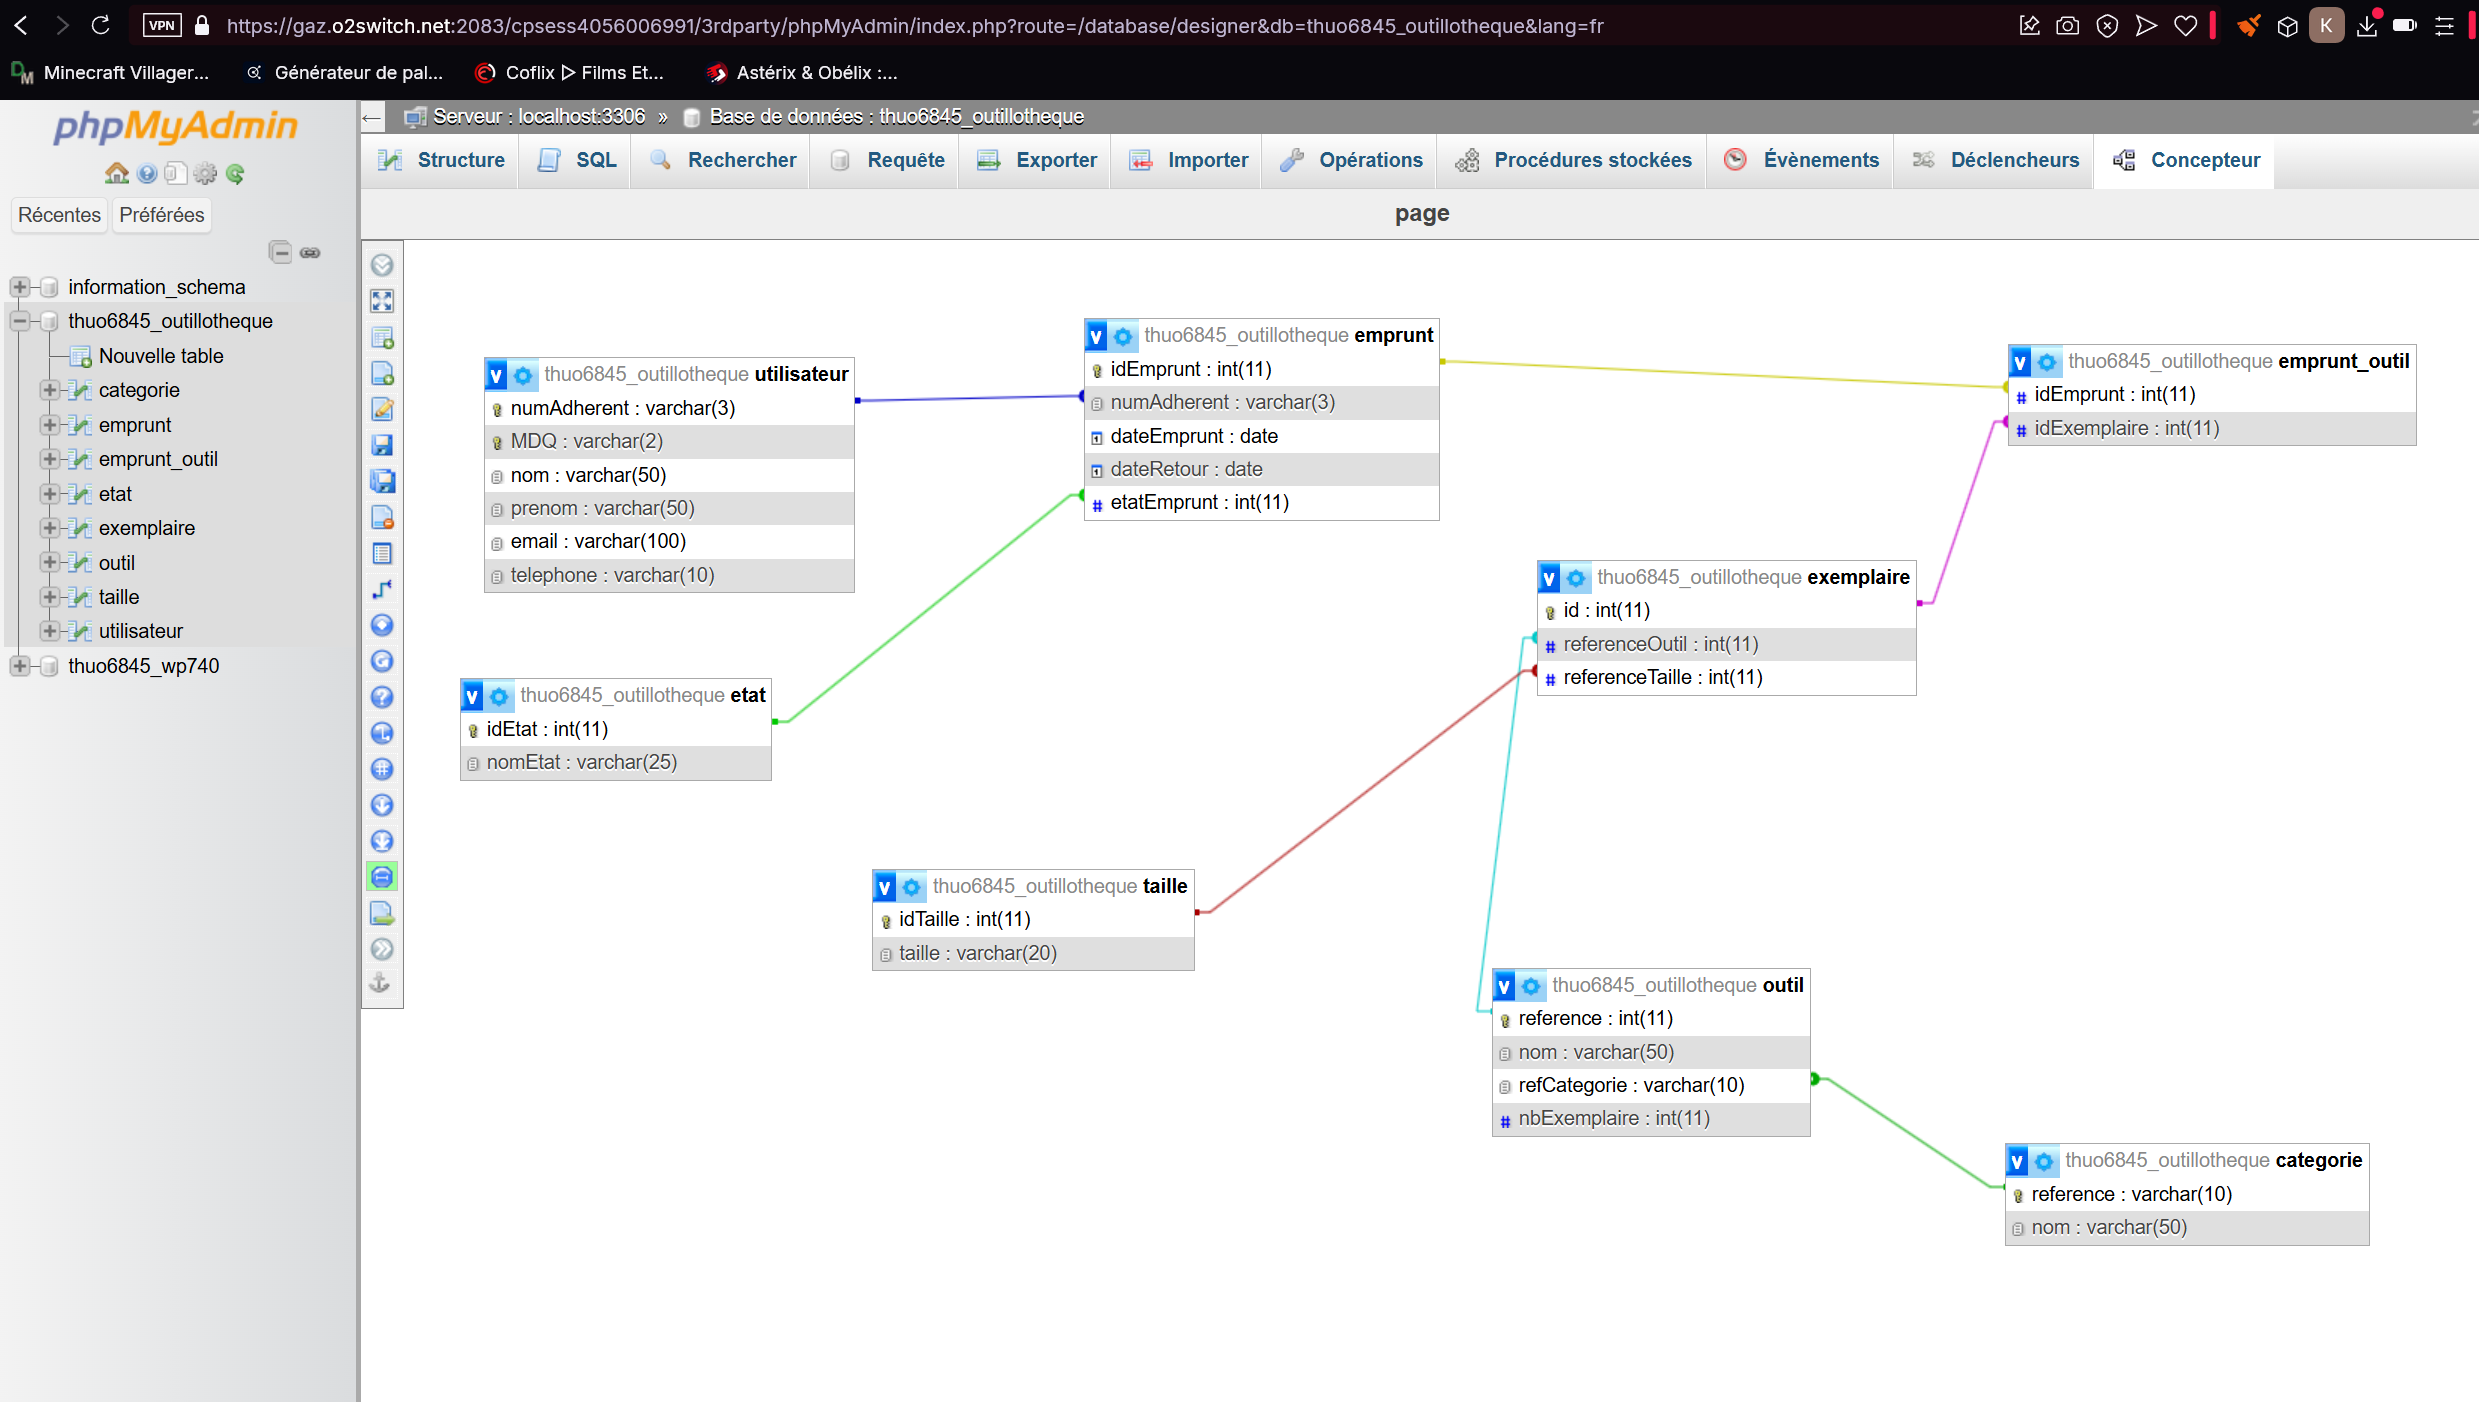 VPN https://gaz.o2switch.net:2083/cpsess4056006991/3rdparty/phpMyAdmin/index.php?route=/database/designer&db=thuo6845_outillotheque&lang=fr K
Minecraft Villager... Générateur de pal... Coflix ▷ Films Et... Astérix & Obélix :...
phpMyAdmin
Récentes Préférées
information_schema
thuo6845_outillotheque
Nouvelle table
categorie
emprunt
emprunt_outil
etat
exemplaire
outil
taille
utilisateur
thuo6845_wp740
← Serveur : localhost:3306 » Base de données : thuo6845_outillotheque
Structure SQL Rechercher Requête Exporter Importer Opérations Procédures stockées Évènements Déclencheurs Concepteur
page
v thuo6845_outillotheque utilisateur
numAdherent : varchar(3)
MDQ : varchar(2)
nom : varchar(50)
prenom : varchar(50)
email : varchar(100)
telephone : varchar(10)
v thuo6845_outillotheque emprunt
idEmprunt : int(11)
numAdherent : varchar(3)
dateEmprunt : date
dateRetour : date
# etatEmprunt : int(11)
v thuo6845_outillotheque emprunt_outil
# idEmprunt : int(11)
# idExemplaire : int(11)
v thuo6845_outillotheque exemplaire
id : int(11)
# referenceOutil : int(11)
# referenceTaille : int(11)
v thuo6845_outillotheque etat
idEtat : int(11)
nomEtat : varchar(25)
v thuo6845_outillotheque taille
idTaille : int(11)
taille : varchar(20)
v thuo6845_outillotheque outil
reference : int(11)
nom : varchar(50)
refCategorie : varchar(10)
# nbExemplaire : int(11)
v thuo6845_outillotheque categorie
reference : varchar(10)
nom : varchar(50)